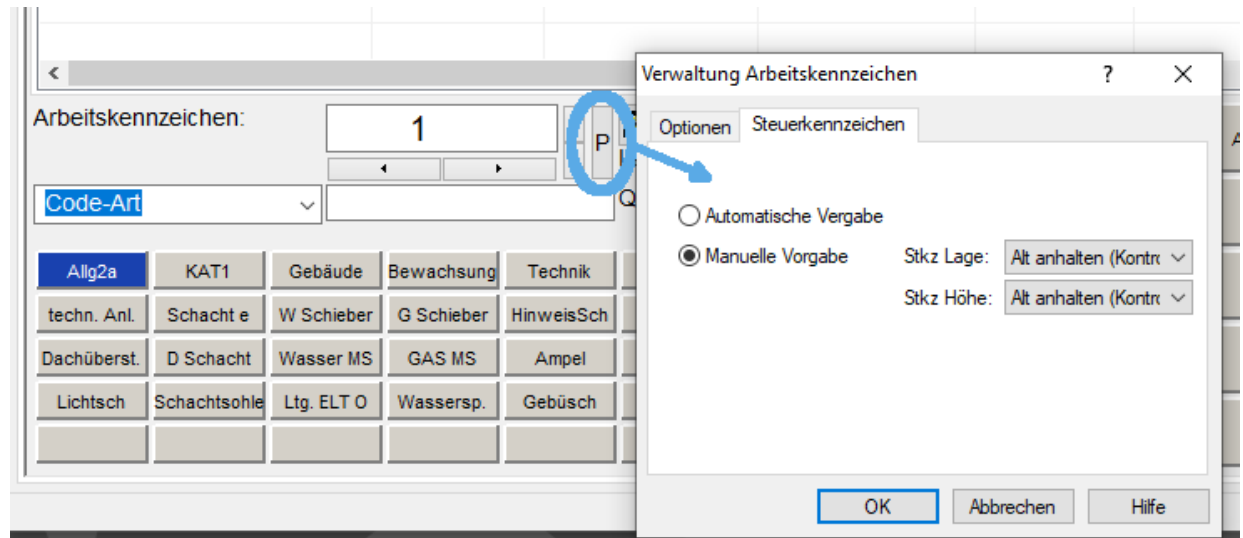 Verwaltung Arbeitskennzeichen ? X
Arbeitskennzeichen: 1 P
Optionen Steuerkennzeichen
Code-Art Q
Automatische Vergabe
Manuelle Vorgabe Stkz Lage: Alt anhalten (Kontro
Stkz Höhe: Alt anhalten (Kontro
Allg2a KAT1 Gebäude Bewachsung Technik
techn. Anl. Schacht e W Schieber G Schieber HinweisSch
Dachüberst. D Schacht Wasser MS GAS MS Ampel
Lichtsch Schachtsohle Ltg. ELT O Wassersp. Gebüsch
OK Abbrechen Hilfe